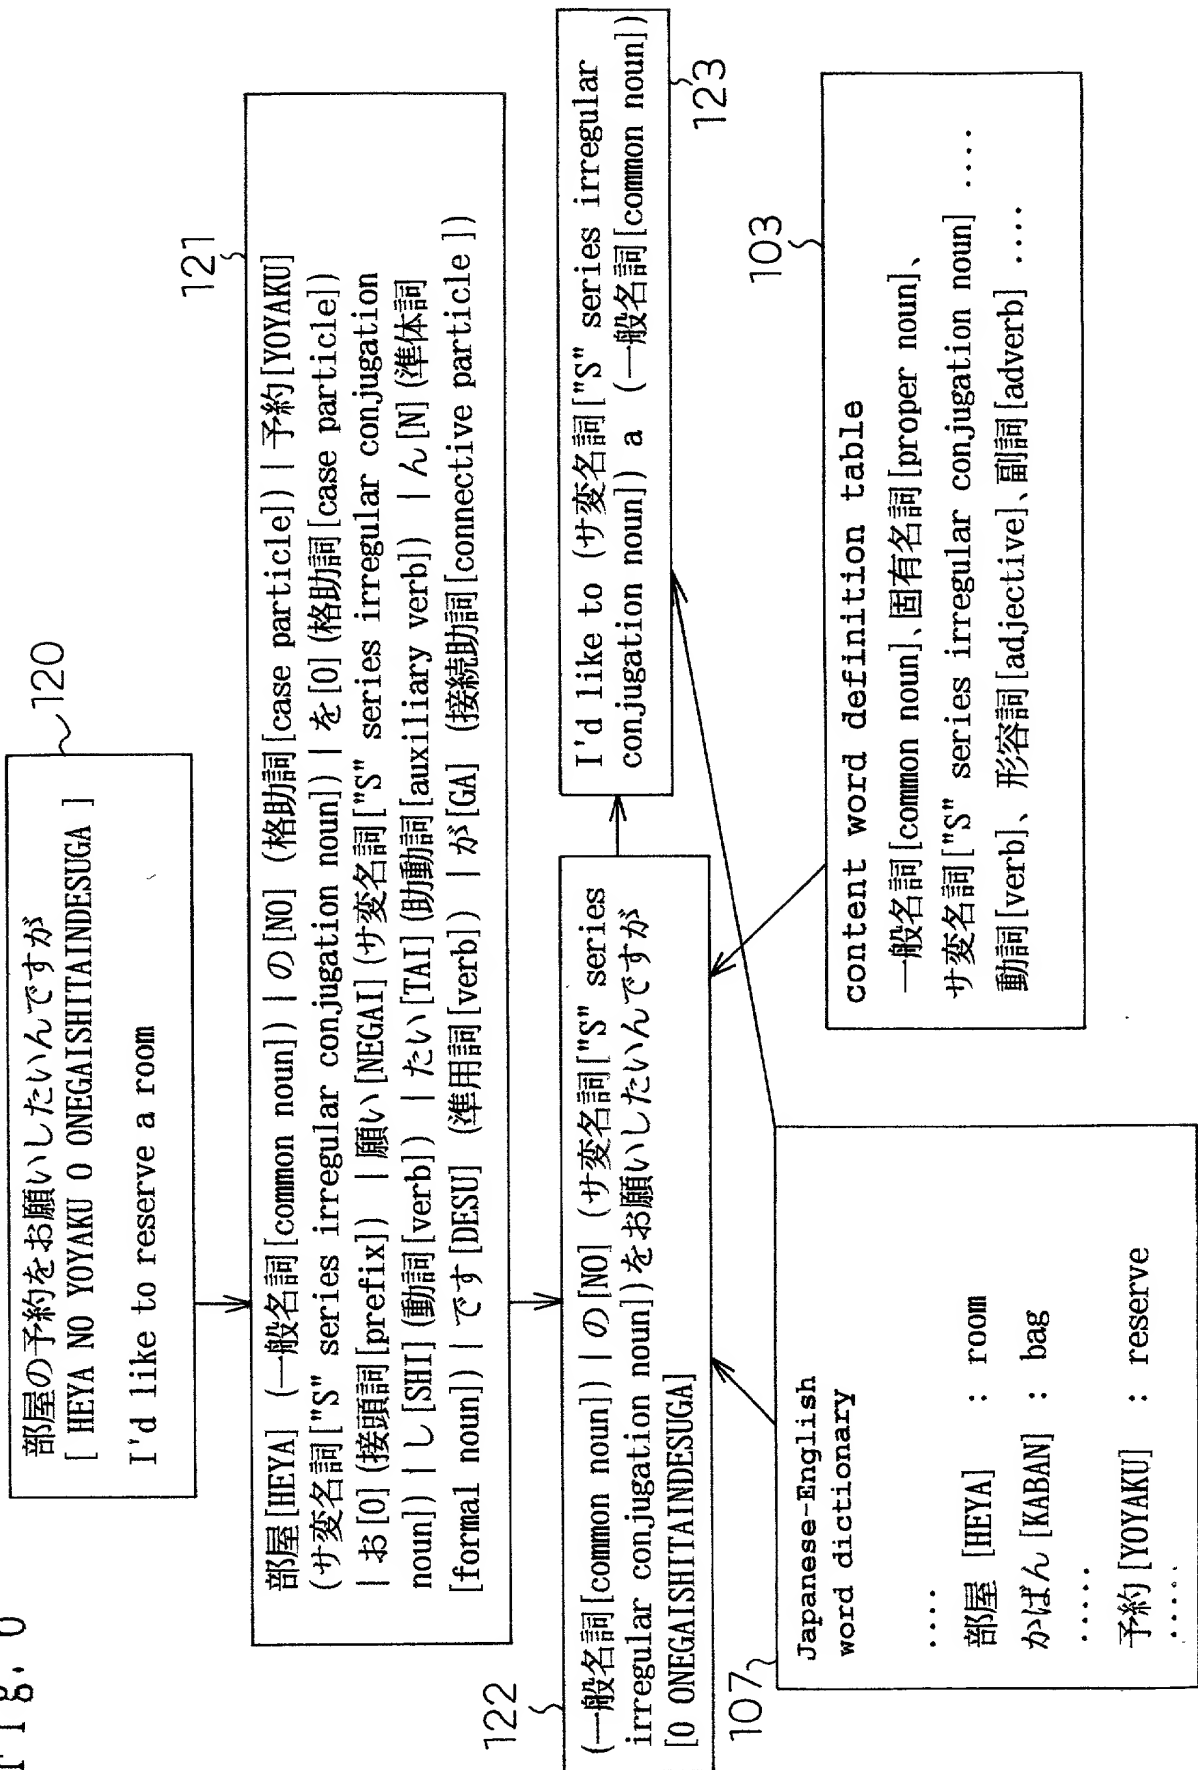 部屋の予約をお願いしたいんですが
[ HEYA NO YOYAKU O ONEGAISHITAINDESUGA ]
I'd like to reserve a room
120
121
部屋[HEYA] (一般名詞[common noun]) | の[NO] (格助詞[case particle]) | 予約[YOYAKU]
(サ変名詞["S" series irregular conjugation noun]) | を[O](格助詞[case particle])
| お[O](接頭詞[prefix]) | 願い[NEGAI](サ変名詞["S" series irregular conjugation
noun]) | し[SHI](動詞[verb]) | たい[TAI](助動詞[auxiliary verb]) | ん[N](準体詞
[formal noun]) | です[DESU] (準用詞[verb]) | が[GA] (接続助詞[connective particle])
122
(一般名詞[common noun]) | の[NO] (サ変名詞["S" series
irregular conjugation noun])をお願いしたいんですが
[O ONEGAISHITAINDESUGA]
I'd like to (サ変名詞["S" series irregular
conjugation noun]) a (一般名詞[common noun])
123
107
Japanese-English
word dictionary
....
部屋 [HEYA] : room
かばん [KABAN] : bag
.....
予約 [YOYAKU] : reserve
.....
103
content word definition table
一般名詞[common noun]、固有名詞[proper noun]、
サ変名詞["S" series irregular conjugation noun] ....
動詞[verb]、形容詞[adjective]、副詞[adverb] ....